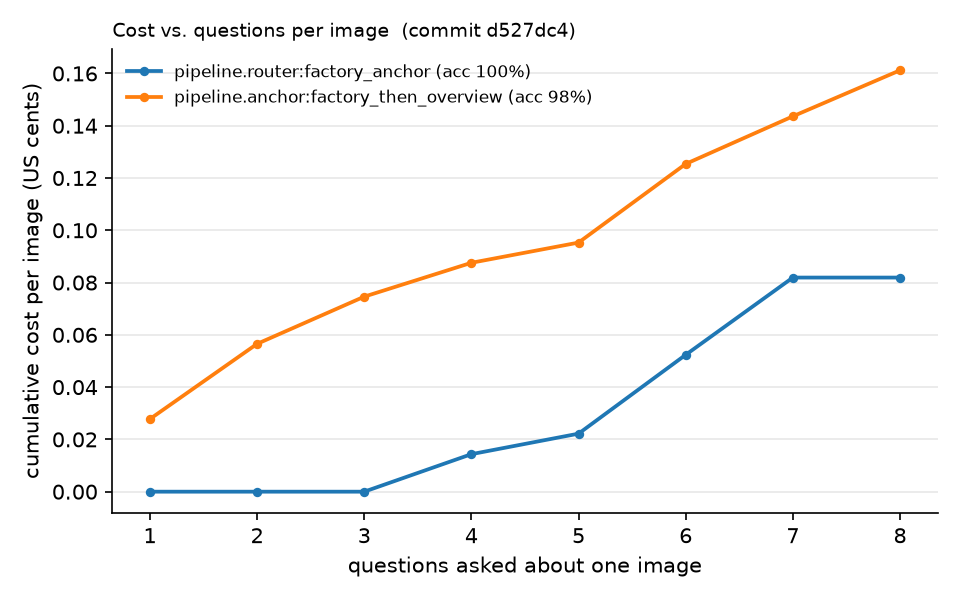 Cost vs. questions per image  (commit d527dc4)
pipeline.router:factory_anchor (acc 100%)
pipeline.anchor:factory_then_overview (acc 98%)
cumulative cost per image (US cents)
0.16
0.14
0.12
0.10
0.08
0.06
0.04
0.02
0.00
1 2 3 4 5 6 7 8
questions asked about one image